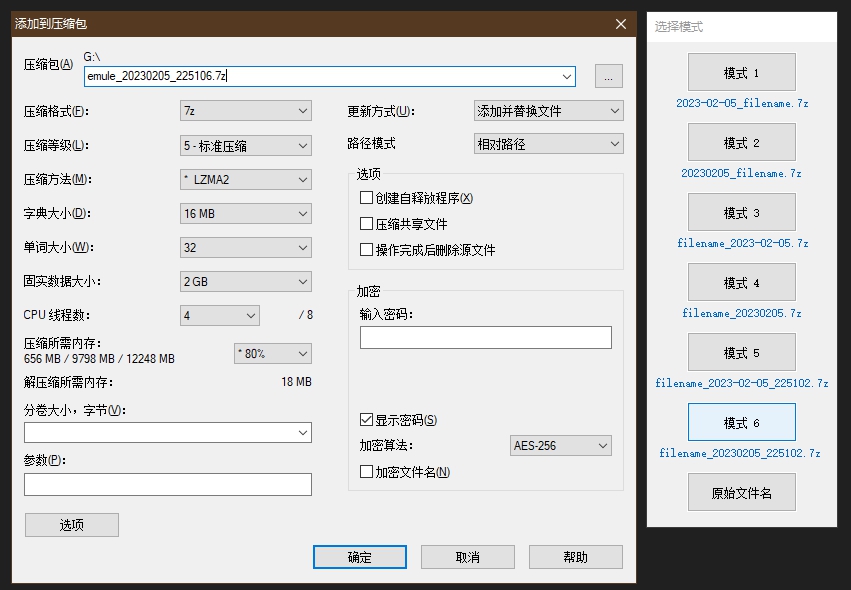 添加到压缩包
压缩包(A)
G:\
emule_20230205_225106.7z
...
压缩格式(F):
7z
压缩等级(L):
5 - 标准压缩
压缩方法(M):
* LZMA2
字典大小(D):
16 MB
单词大小(W):
32
固实数据大小:
2 GB
CPU 线程数:
4
/ 8
压缩所需内存:
656 MB / 9798 MB / 12248 MB
* 80%
解压缩所需内存:
18 MB
分卷大小，字节(V):
参数(P):
选项
更新方式(U):
添加并替换文件
路径模式
相对路径
选项
创建自释放程序(X)
压缩共享文件
操作完成后删除源文件
加密
输入密码:
显示密码(S)
加密算法:
AES-256
加密文件名(N)
确定
取消
帮助
选择模式
模式 1
2023-02-05_filename.7z
模式 2
20230205_filename.7z
模式 3
filename_2023-02-05.7z
模式 4
filename_20230205.7z
模式 5
filename_2023-02-05_225102.7z
模式 6
filename_20230205_225102.7z
原始文件名